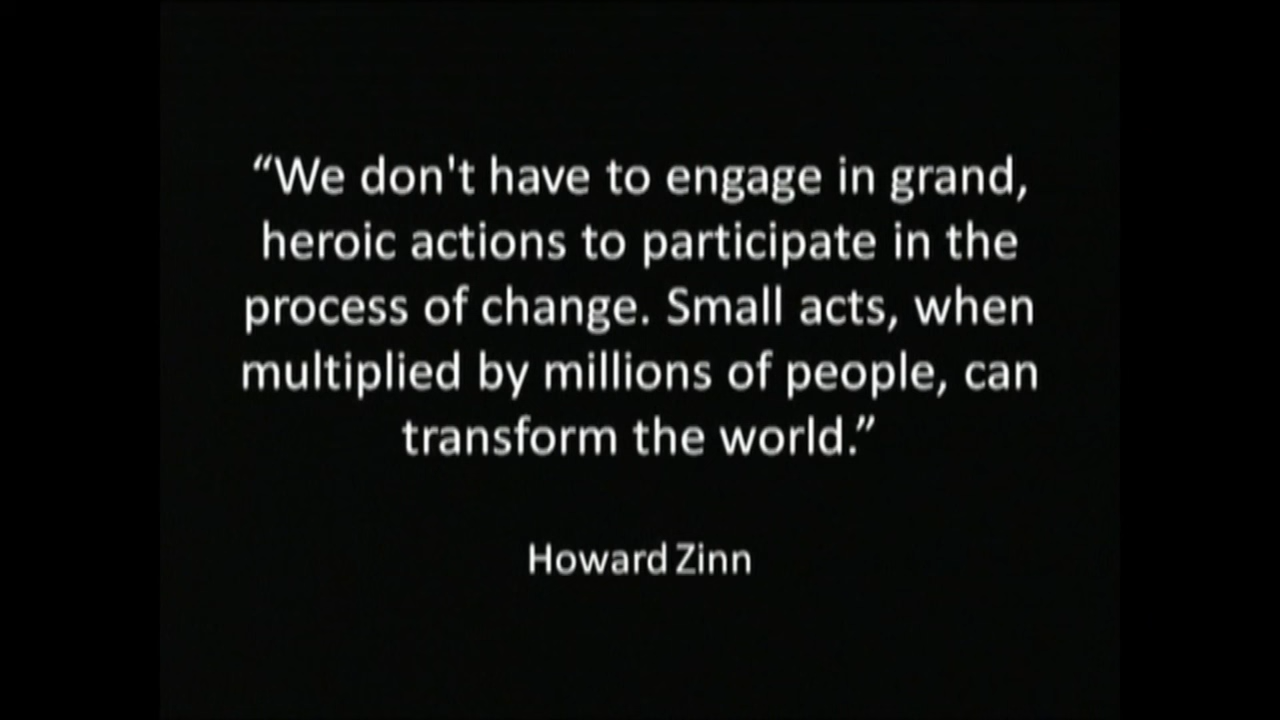 “We don't have to engage in grand,
heroic actions to participate in the
process of change. Small acts, when
multiplied by millions of people, can
transform the world.”
Howard Zinn